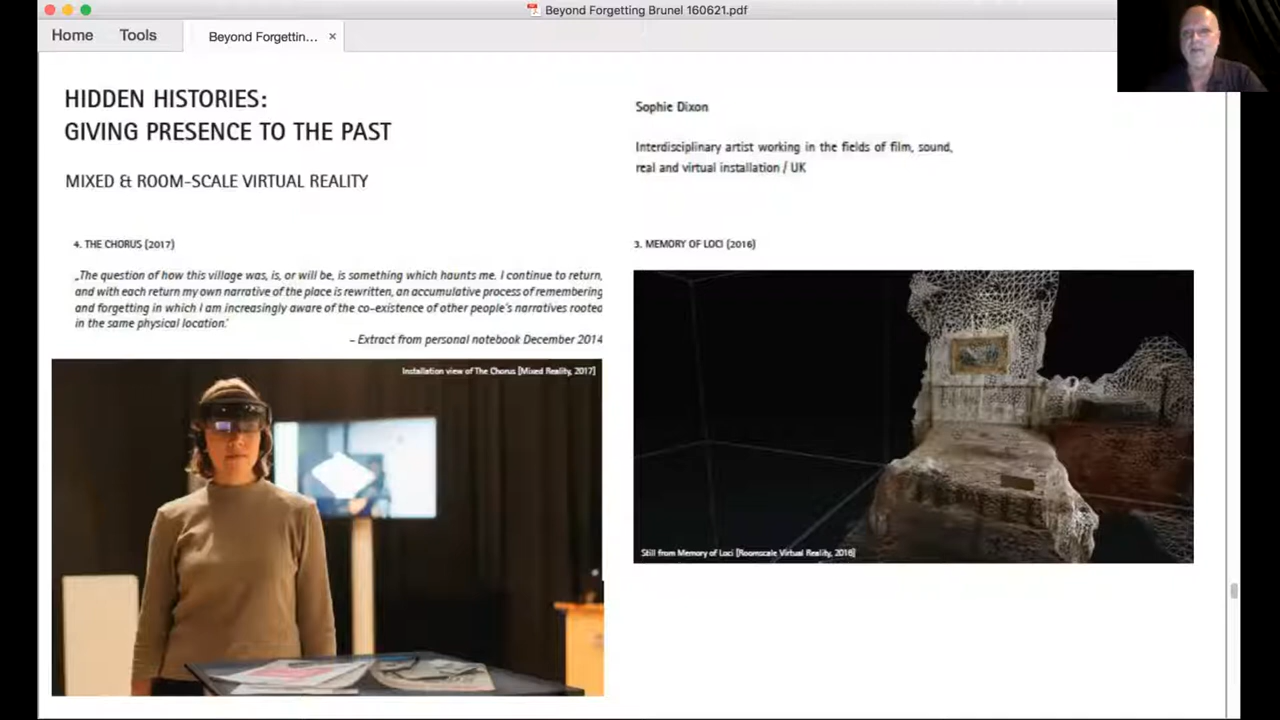 Beyond Forgetting Brunel 160621.pdf
Home
Tools
Beyond Forgettin...
×
HIDDEN HISTORIES:
GIVING PRESENCE TO THE PAST
MIXED & ROOM-SCALE VIRTUAL REALITY
4. THE CHORUS (2017)
„The question of how this village was, is, or will be, is something which haunts me. I continue to return,
and with each return my own narrative of the place is rewritten, an accumulative process of remembering
and forgetting in which I am increasingly aware of the co-existence of other people's narratives rooted
in the same physical location.'
– Extract from personal notebook December 2014
Installation view of The Chorus [Mixed Reality, 2017]
Sophie Dixon
Interdisciplinary artist working in the fields of film, sound,
real and virtual installation / UK
3. MEMORY OF LOCI (2016)
Still from Memory of Loci [Roomscale Virtual Reality, 2016]